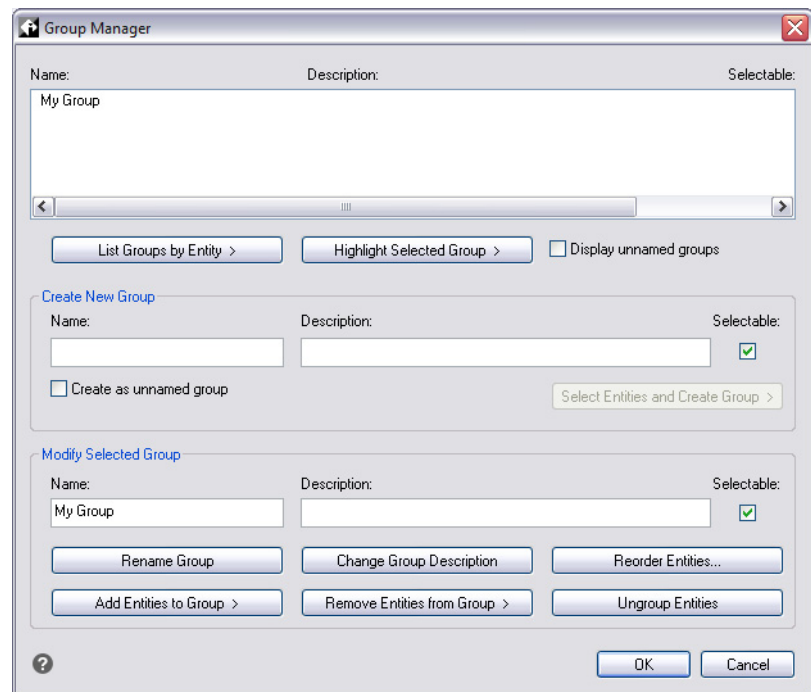 Group Manager
Name: Description: Selectable:
My Group
List Groups by Entity > Highlight Selected Group > Display unnamed groups
Create New Group
Name: Description: Selectable:
Create as unnamed group Select Entities and Create Group >
Modify Selected Group
Name: Description: Selectable:
My Group
Rename Group Change Group Description Reorder Entities...
Add Entities to Group > Remove Entities from Group > Ungroup Entities
? OK Cancel